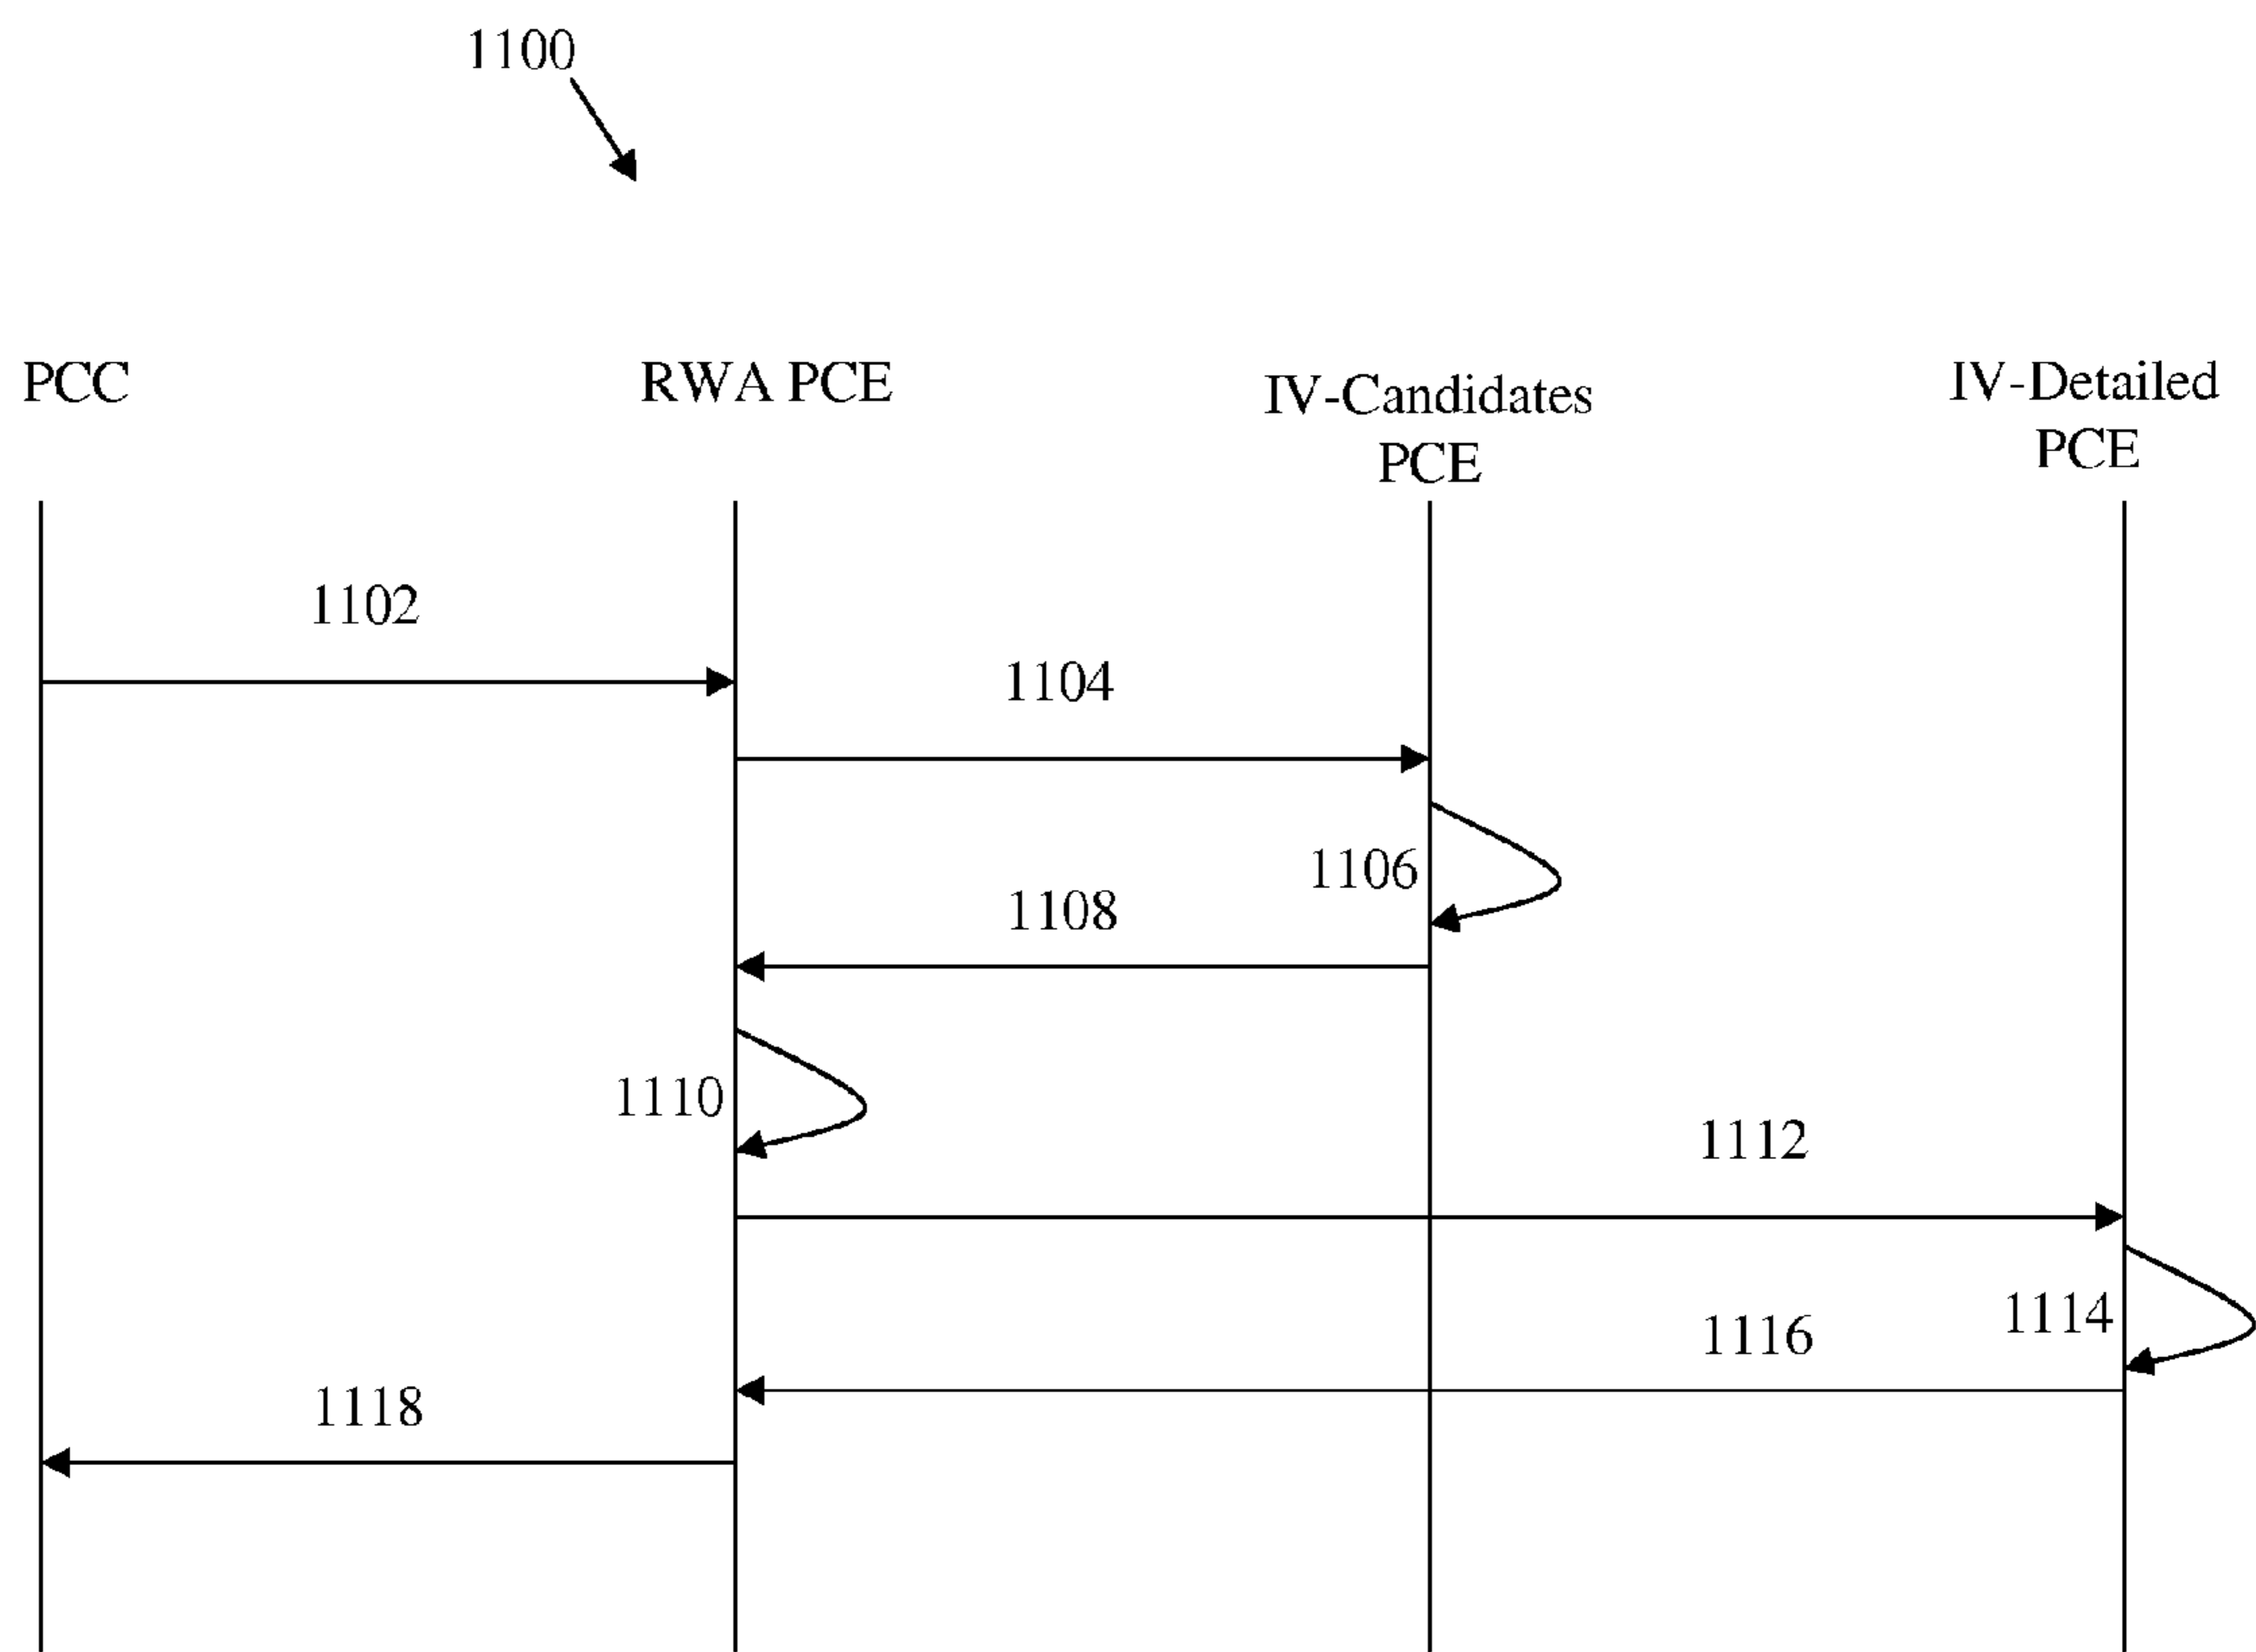 1100
PCC
RWA PCE
IV-Candidates
PCE
IV-Detailed
PCE
1102
1104
1106
1108
1110
1112
1114
1116
1118